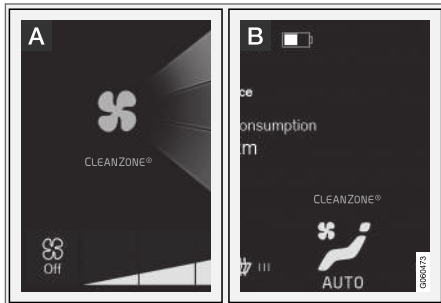 A
CLEANZONE®
Off
B
ce
onsumption
m
CLEANZONE®
AUTO
G060473